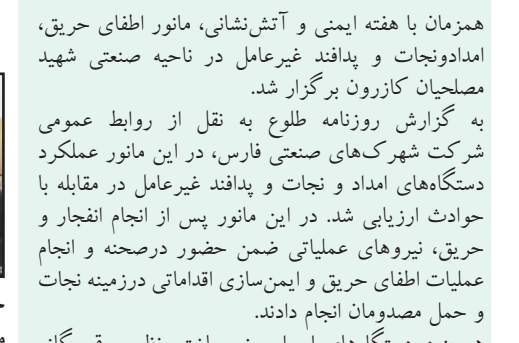 همزمان با هفته ایمنی و آتش‌نشانی، مانور اطفای حریق،
امدادونجات و پدافند غیرعامل در ناحیه صنعتی شهید
مصلحیان کازرون برگزار شد.
به گزارش روزنامه طلوع به نقل از روابط عمومی
شرکت شهرک‌های صنعتی فارس، در این مانور عملکرد
دستگاه‌های امداد و نجات و پدافند غیرعامل در مقابله با
حوادث ارزیابی شد. در این مانور پس از انجام انفجار و
حریق، نیروهای عملیاتی ضمن حضور درصحنه و انجام
عملیات اطفای حریق و ایمن‌سازی اقداماتی درزمینه نجات
و حمل مصدومان انجام دادند.